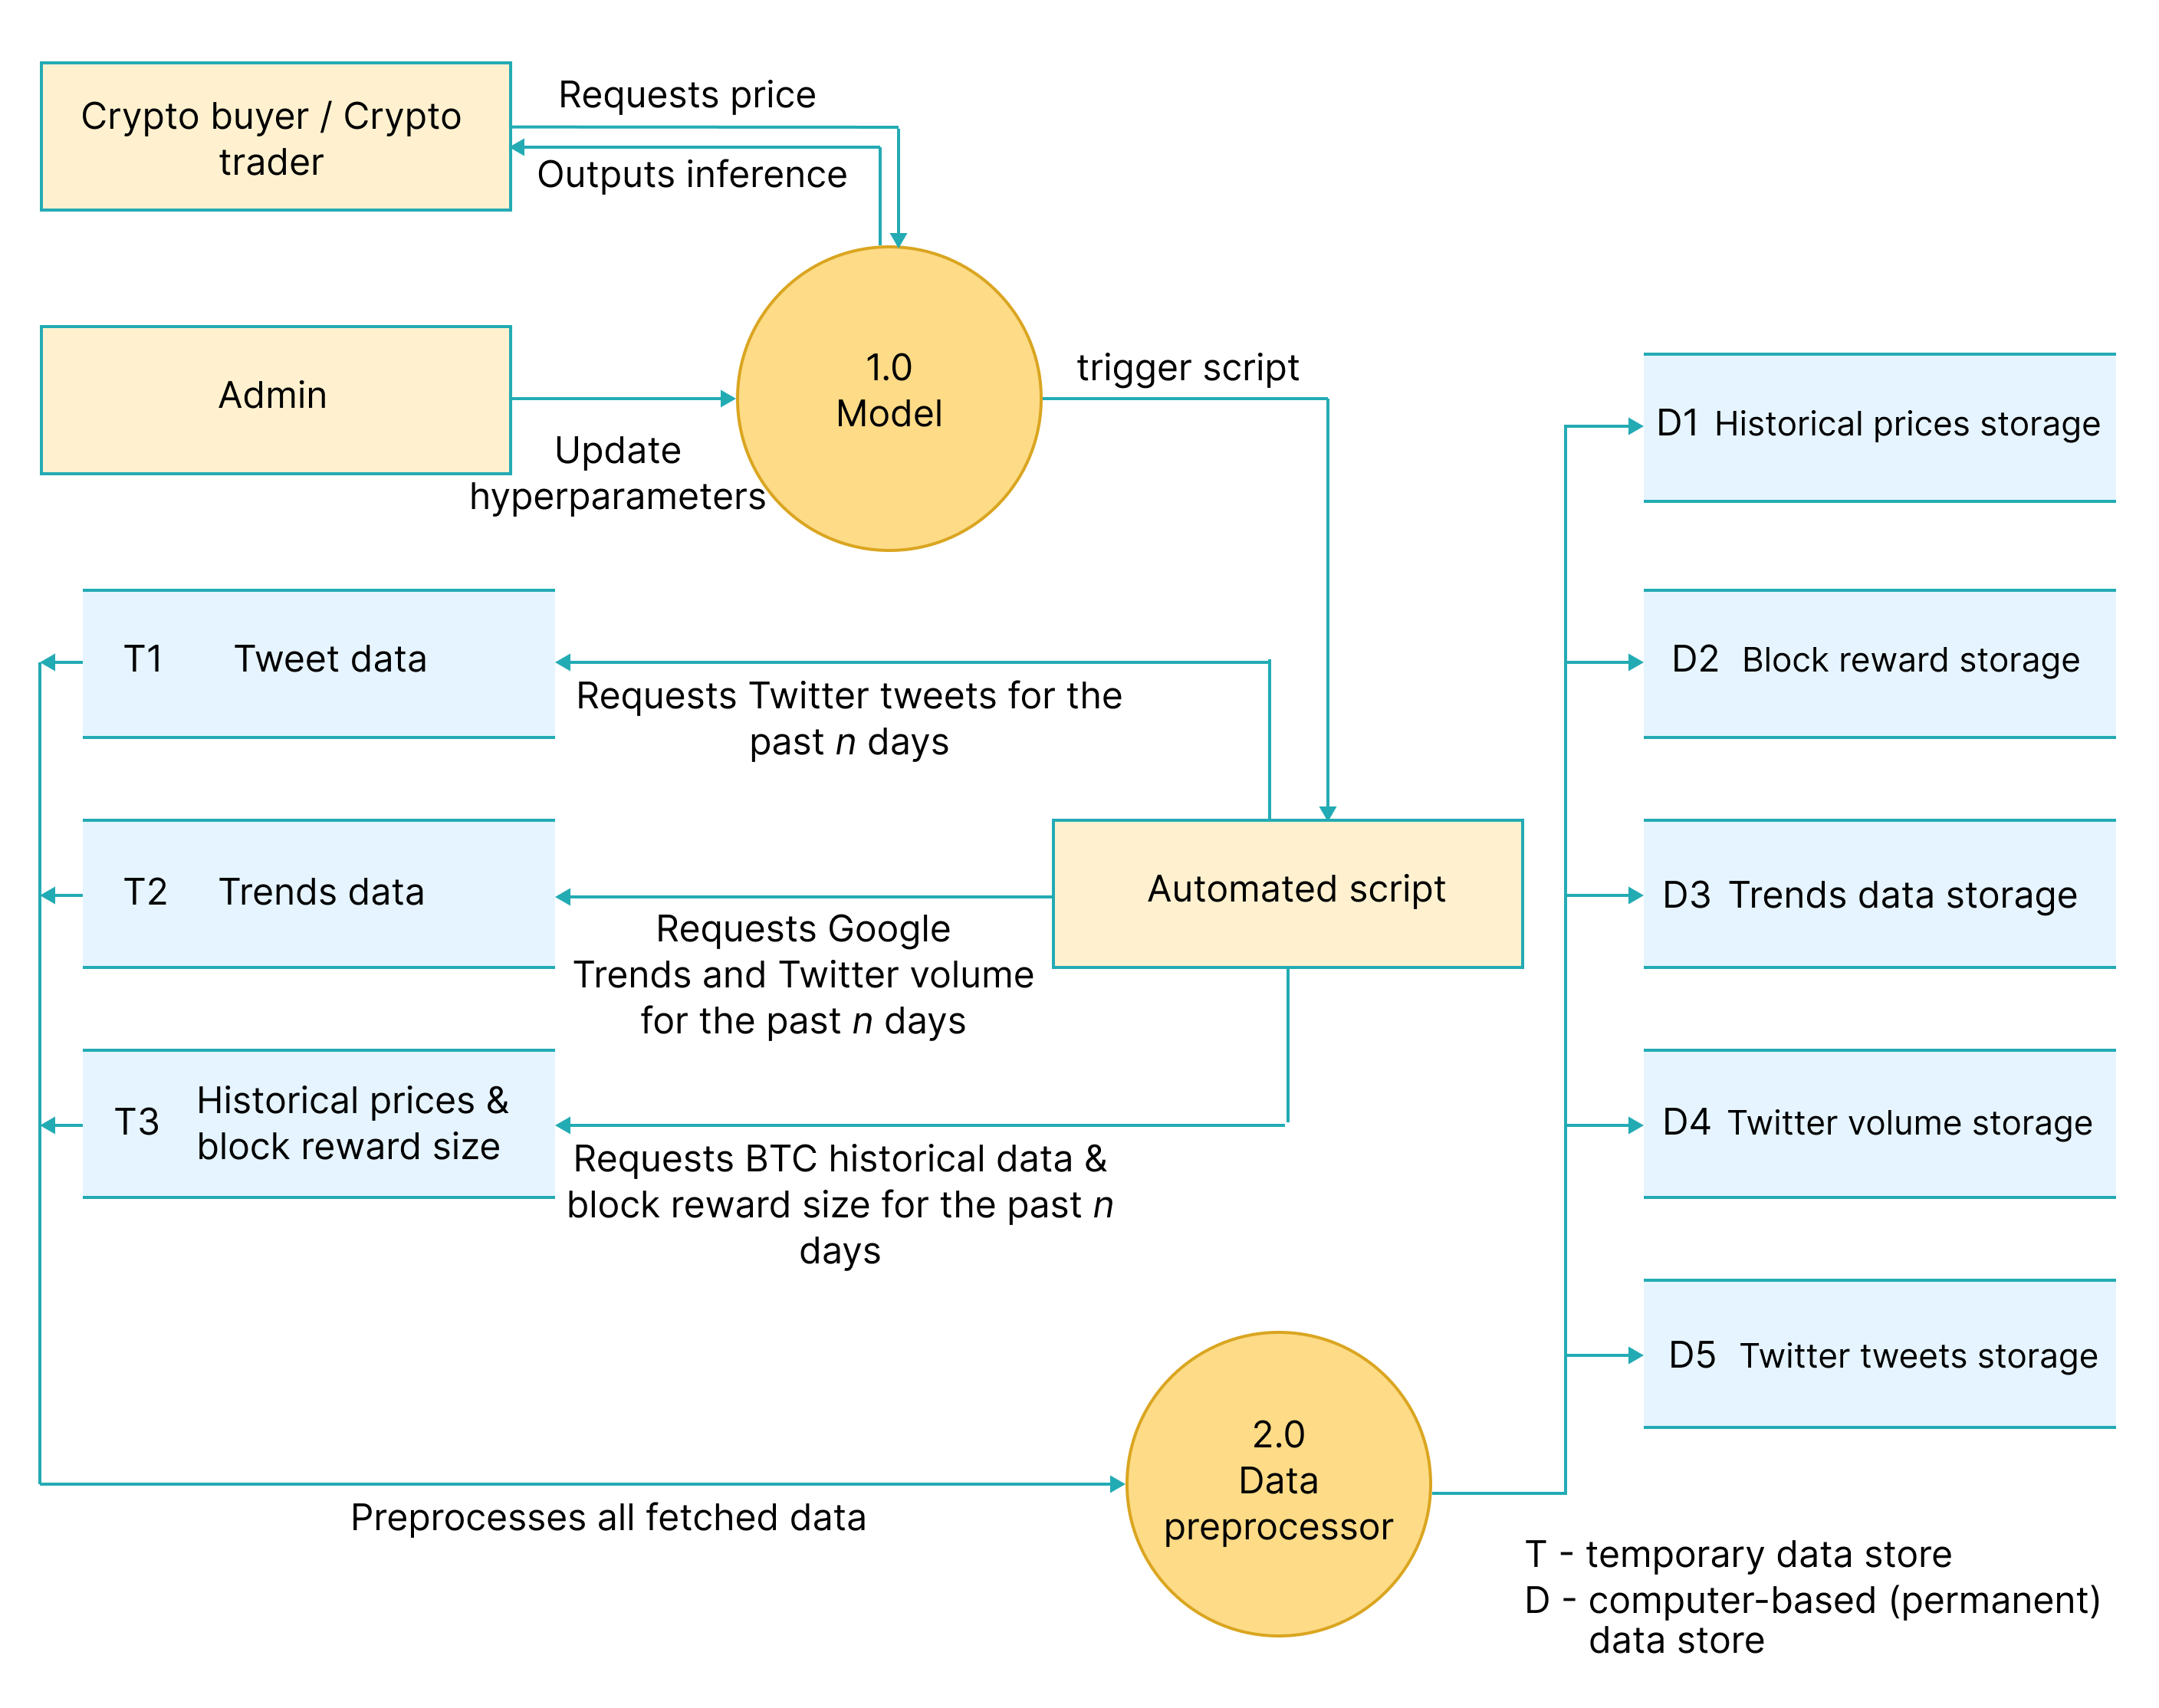 Crypto buyer / Crypto
trader
Requests price
Outputs inference
Admin
Update
hyperparameters
1.0
Model
trigger script
T1 Tweet data
Requests Twitter tweets for the
past n days
T2 Trends data
Requests Google
Trends and Twitter volume
for the past n days
T3 Historical prices &
block reward size
Requests BTC historical data &
block reward size for the past n
days
Automated script
D1 Historical prices storage
D2 Block reward storage
D3 Trends data storage
D4 Twitter volume storage
D5 Twitter tweets storage
Preprocesses all fetched data
2.0
Data
preprocessor
T - temporary data store
D - computer-based (permanent)
data store